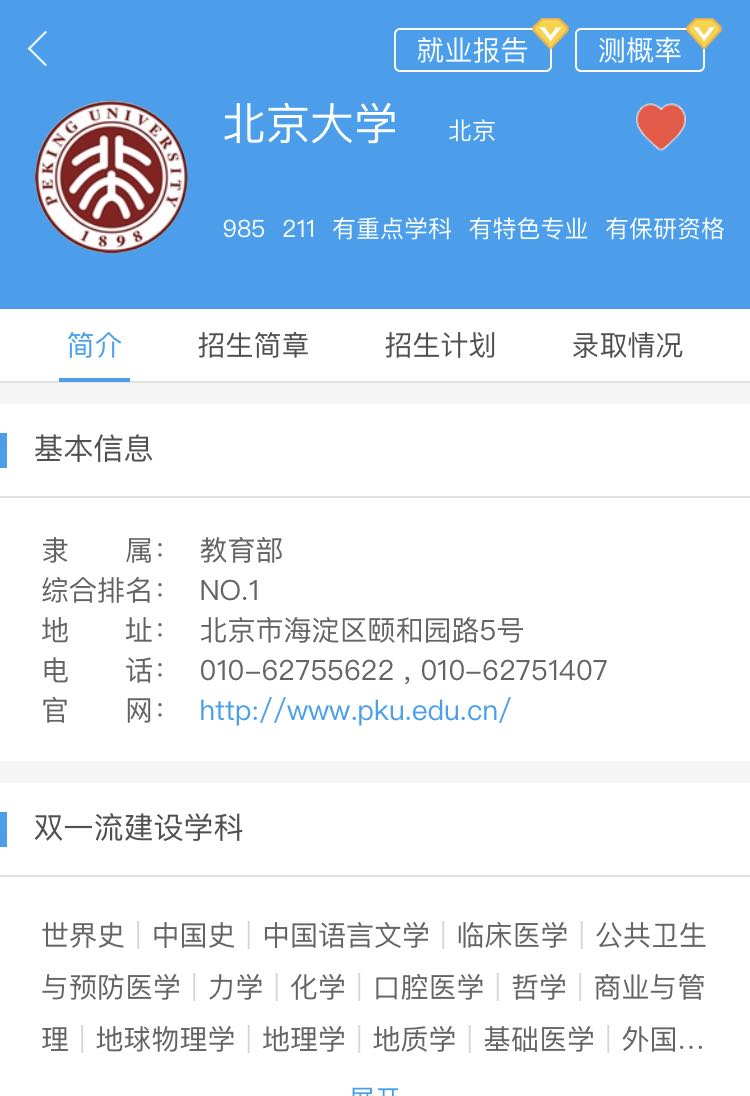 就业报告 测概率
北京大学 北京
PEKING UNIVERSITY
1898
985 211 有重点学科 有特色专业 有保研资格
简介 招生简章 招生计划 录取情况
基本信息
隶 属： 教育部
综合排名： NO.1
地 址： 北京市海淀区颐和园路5号
电 话： 010-62755622 , 010-62751407
官 网： http://www.pku.edu.cn/
双一流建设学科
世界史 | 中国史 | 中国语言文学 | 临床医学 | 公共卫生
与预防医学 | 力学 | 化学 | 口腔医学 | 哲学 | 商业与管
理 | 地球物理学 | 地理学 | 地质学 | 基础医学 | 外国...
展开